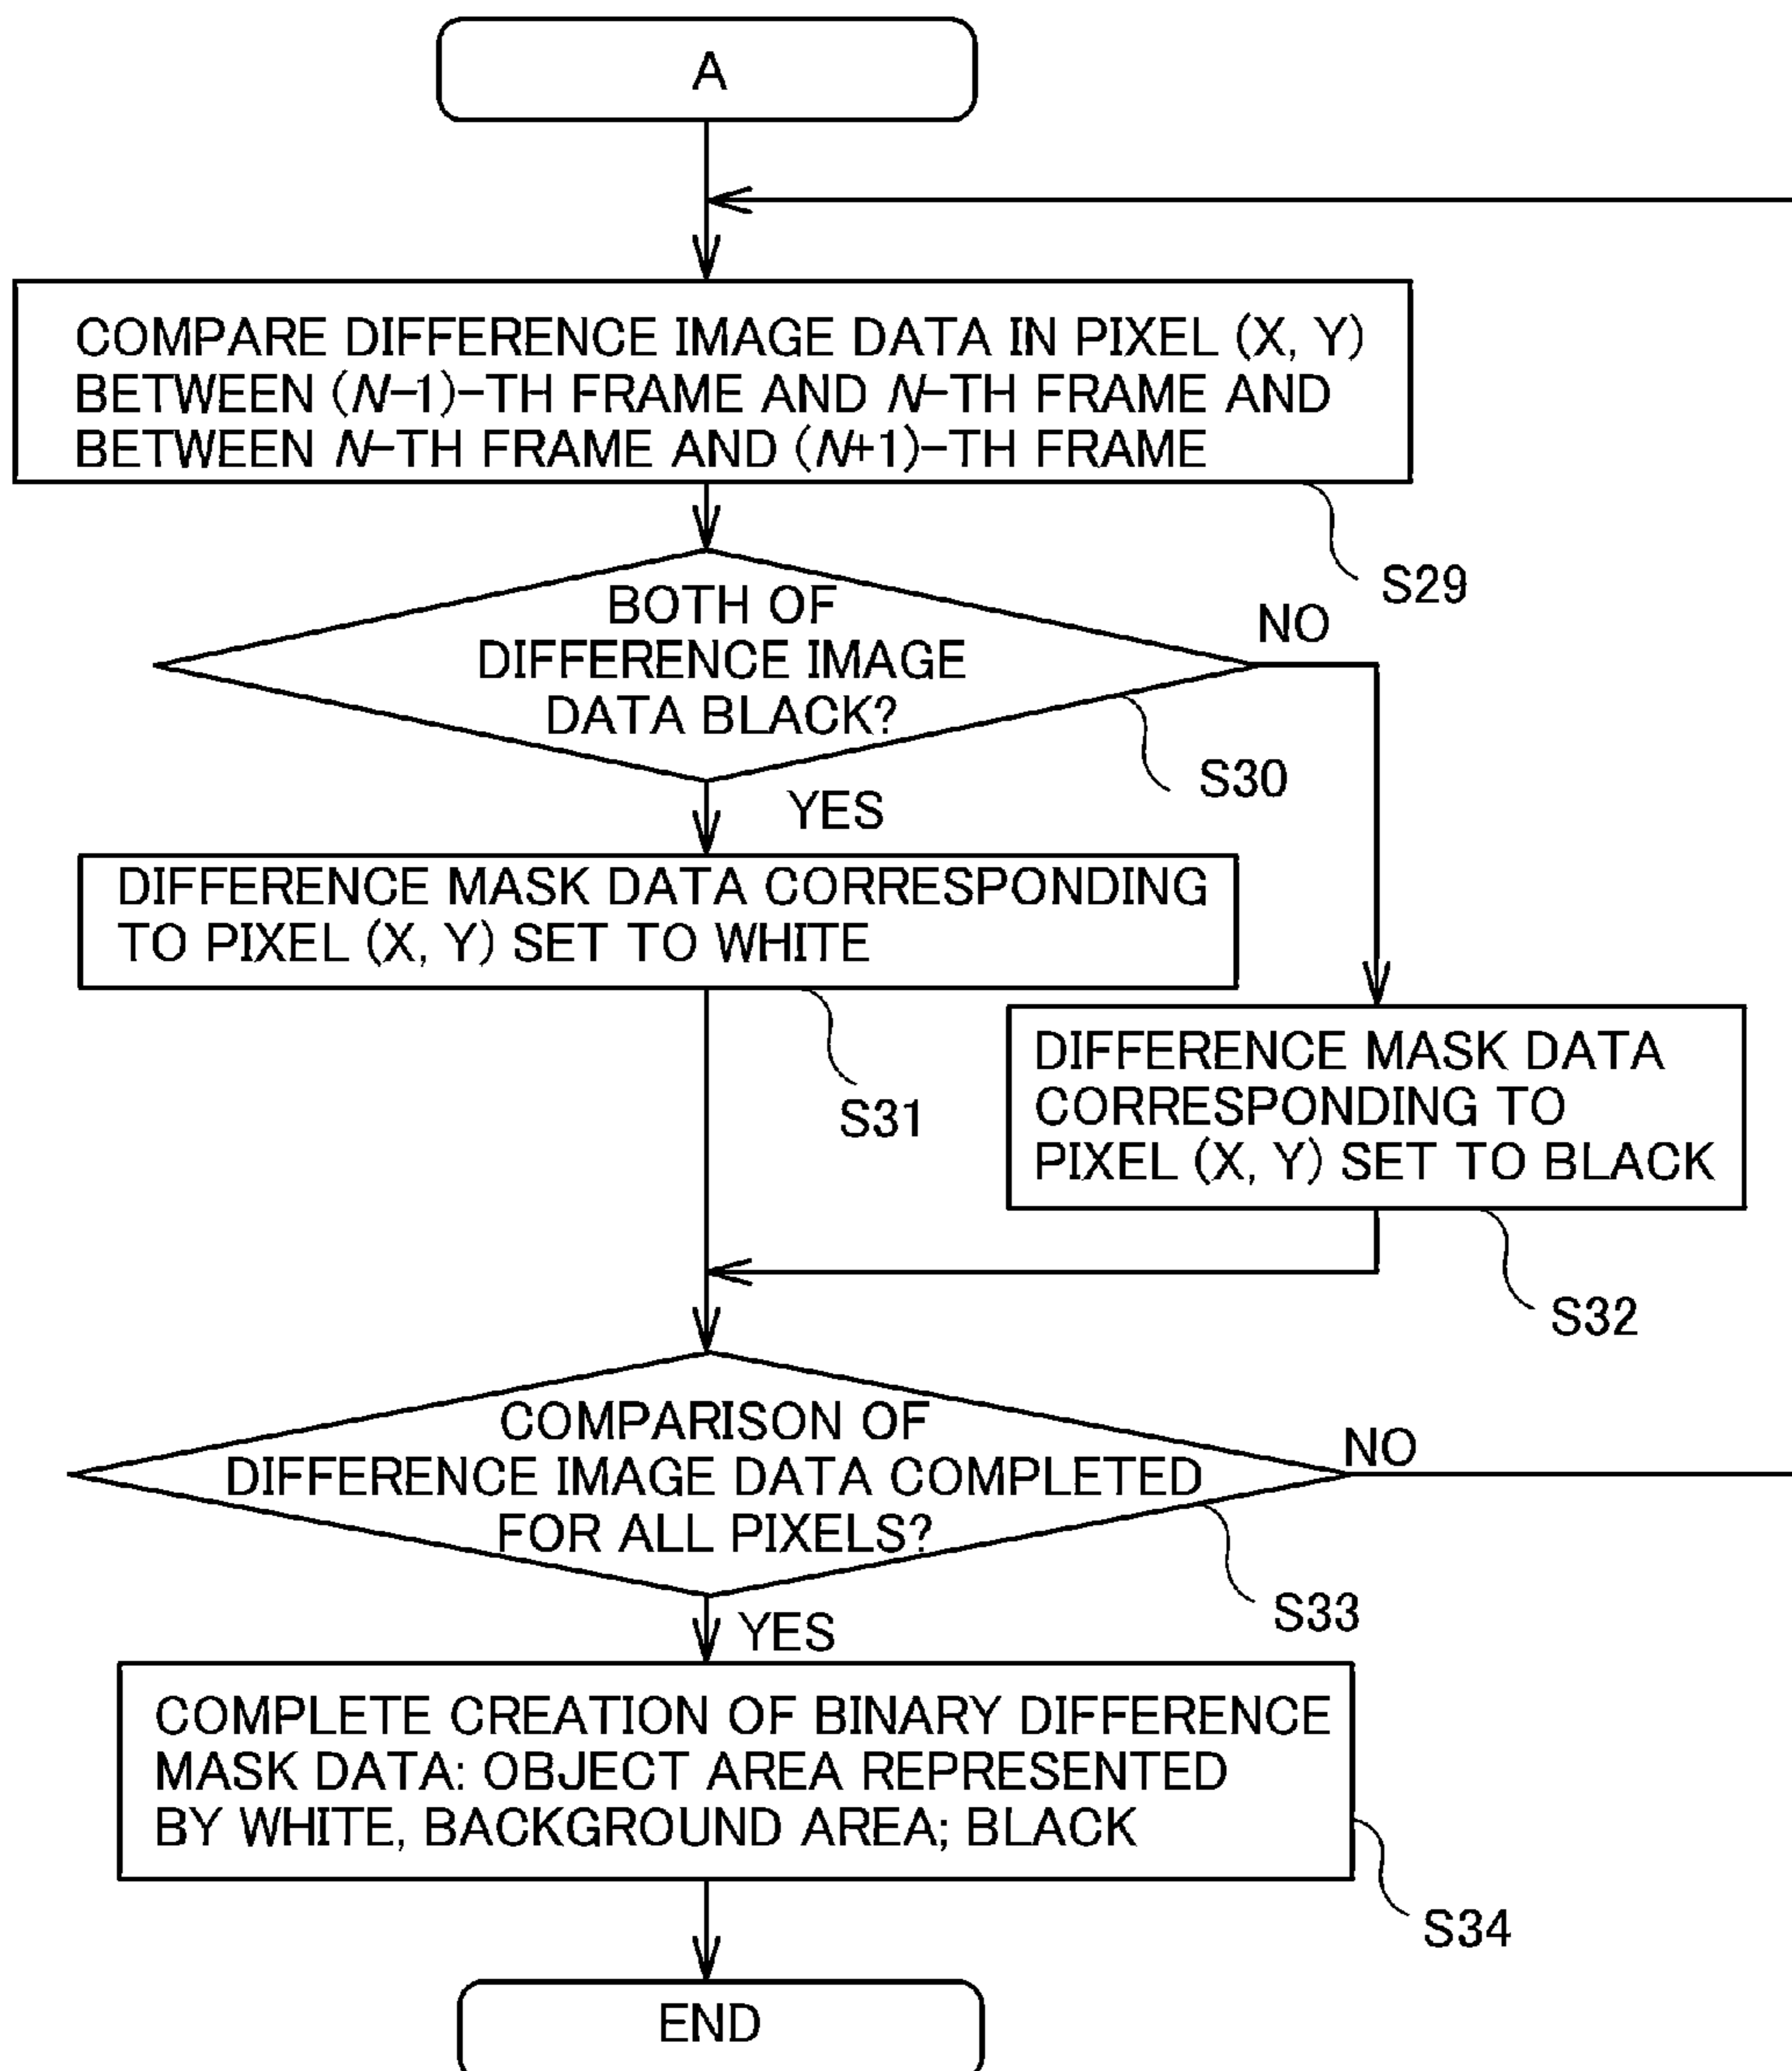 A
COMPARE DIFFERENCE IMAGE DATA IN PIXEL (X, Y)
BETWEEN (N-1)-TH FRAME AND N-TH FRAME AND
BETWEEN N-TH FRAME AND (N+1)-TH FRAME
S29
BOTH OF
DIFFERENCE IMAGE
DATA BLACK?
NO
S30
YES
DIFFERENCE MASK DATA CORRESPONDING
TO PIXEL (X, Y) SET TO WHITE
S31
DIFFERENCE MASK DATA
CORRESPONDING TO
PIXEL (X, Y) SET TO BLACK
S32
COMPARISON OF
DIFFERENCE IMAGE DATA COMPLETED
FOR ALL PIXELS?
NO
S33
YES
COMPLETE CREATION OF BINARY DIFFERENCE
MASK DATA: OBJECT AREA REPRESENTED
BY WHITE, BACKGROUND AREA; BLACK
S34
END